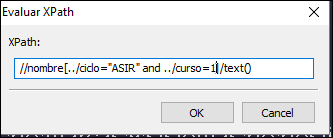 Evaluar XPath
XPath:
//nombre[../ciclo="ASIR" and ../curso=1]/text()
OK
Cancel